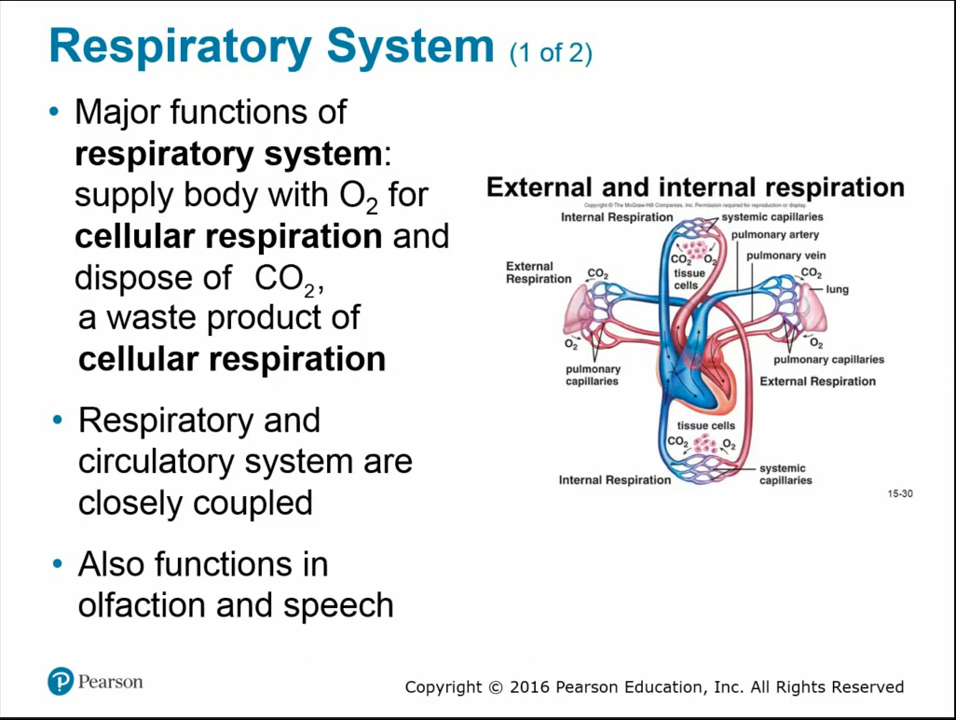 Respiratory System (1 of 2)
• Major functions of
respiratory system:
supply body with O₂ for
cellular respiration and
dispose of CO₂,
a waste product of
cellular respiration
• Respiratory and
circulatory system are
closely coupled
• Also functions in
olfaction and speech
External and internal respiration
Copyright © The McGraw-Hill Companies, Inc. Permission required for reproduction or display.
Internal Respiration
systemic capillaries
pulmonary artery
CO₂ O₂
tissue
cells
pulmonary vein
External
Respiration
CO₂
CO₂
lung
O₂
O₂
pulmonary
capillaries
pulmonary capillaries
External Respiration
tissue cells
CO₂ O₂
Internal Respiration
systemic
capillaries
15-30
P Pearson
Copyright © 2016 Pearson Education, Inc. All Rights Reserved